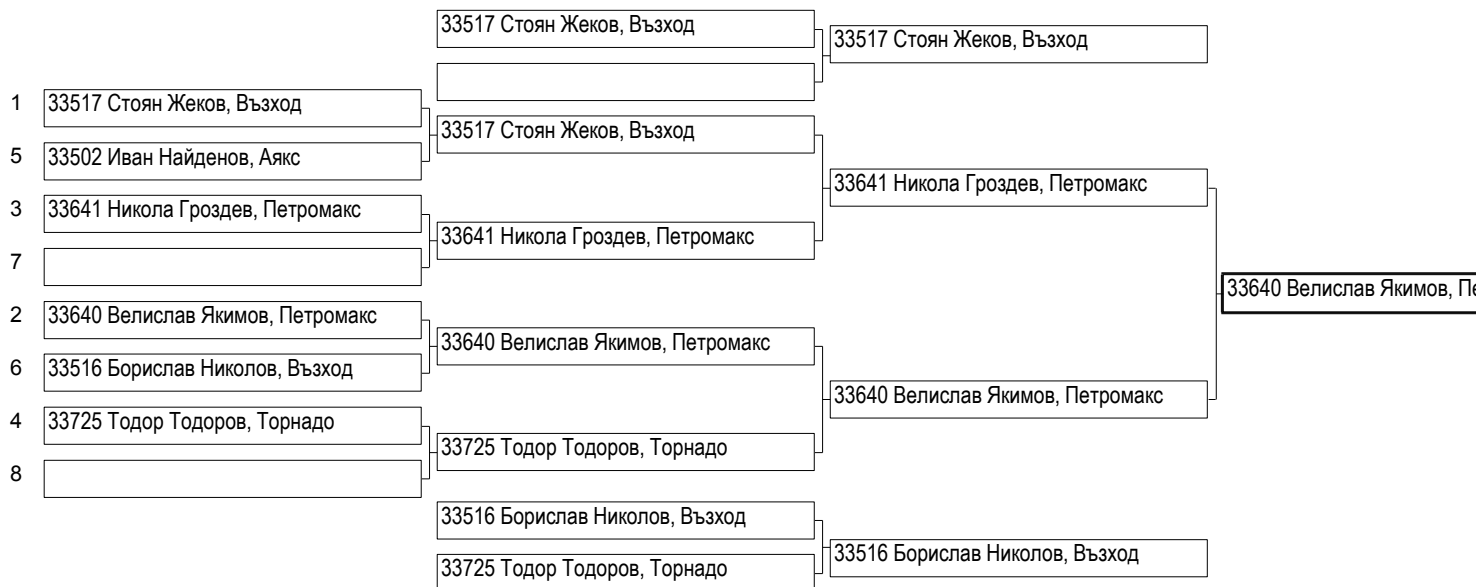 33517 Стоян Жеков, Възход
33517 Стоян Жеков, Възход
1 33517 Стоян Жеков, Възход
33517 Стоян Жеков, Възход
5 33502 Иван Найденов, Аякс
33641 Никола Гроздев, Петромакс
3 33641 Никола Гроздев, Петромакс
33641 Никола Гроздев, Петромакс
7
33640 Велислав Якимов,
2 33640 Велислав Якимов, Петромакс
33640 Велислав Якимов, Петромакс
6 33516 Борислав Николов, Възход
33640 Велислав Якимов, Петромакс
4 33725 Тодор Тодоров, Торнадо
33725 Тодор Тодоров, Торнадо
8
33516 Борислав Николов, Възход
33516 Борислав Николов, Възход
33725 Тодор Тодоров, Торнадо